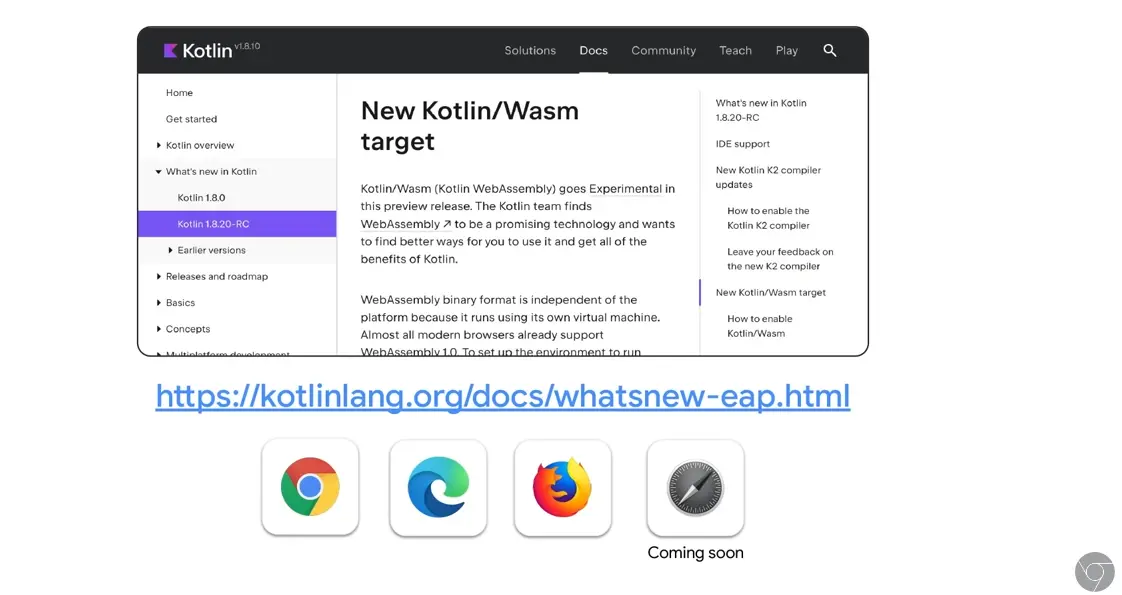 Kotlin v1.8.10
Solutions Docs Community Teach Play
Home
Get started
Kotlin overview
What's new in Kotlin
Kotlin 1.8.0
Kotlin 1.8.20-RC
Earlier versions
Releases and roadmap
Basics
Concepts
Multiplatform development
New Kotlin/Wasm
target
Kotlin/Wasm (Kotlin WebAssembly) goes Experimental in
this preview release. The Kotlin team finds
WebAssembly ↗ to be a promising technology and wants
to find better ways for you to use it and get all of the
benefits of Kotlin.
WebAssembly binary format is independent of the
platform because it runs using its own virtual machine.
Almost all modern browsers already support
WebAssembly 1.0. To set up the environment to run
What's new in Kotlin
1.8.20-RC
IDE support
New Kotlin K2 compiler
updates
How to enable the
Kotlin K2 compiler
Leave your feedback on
the new K2 compiler
New Kotlin/Wasm target
How to enable
Kotlin/Wasm
https://kotlinlang.org/docs/whatsnew-eap.html
Coming soon